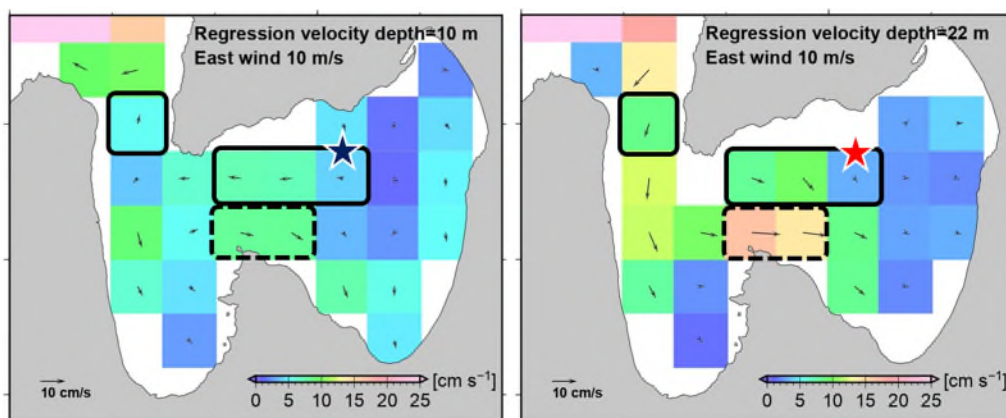 Regression velocity depth=10 m
East wind 10 m/s
10 cm/s
[cm s⁻¹]
0 5 10 15 20 25
Regression velocity depth=22 m
East wind 10 m/s
10 cm/s
[cm s⁻¹]
0 5 10 15 20 25